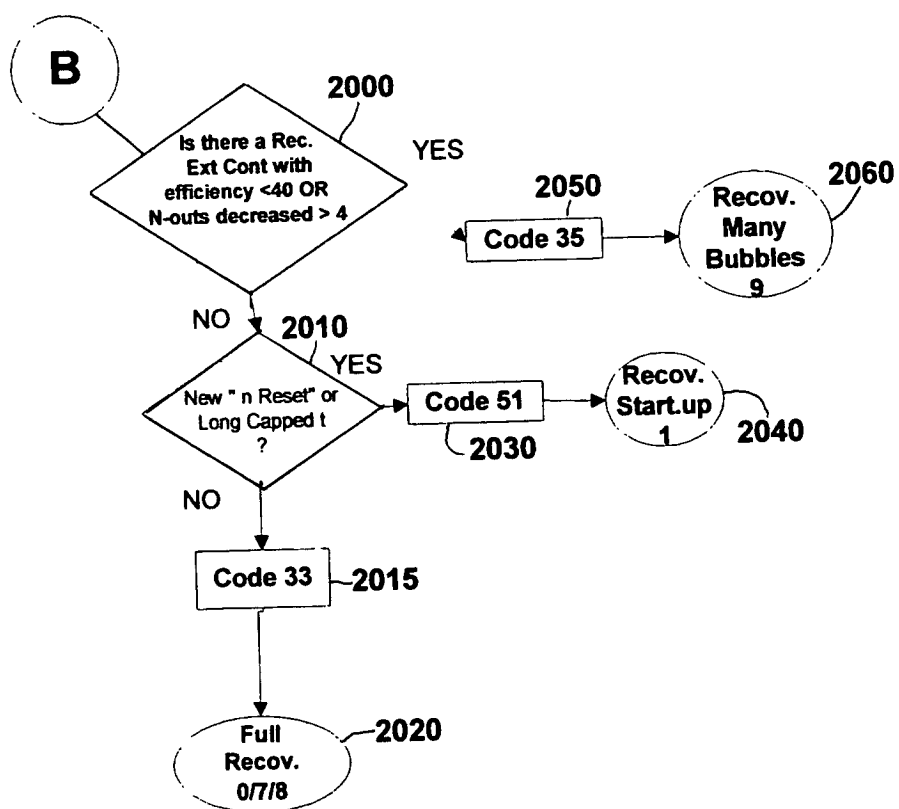 B
2000
Is there a Rec.
Ext Cont with
efficiency <40 OR
N-outs decreased > 4
YES
2050
Code 35
2060
Recov.
Many
Bubbles
9
NO
2010
YES
New " n Reset" or
Long Capped t
?
Code 51
2030
Recov.
Start.up
1
2040
NO
Code 33
2015
Full
Recov.
0/7/8
2020